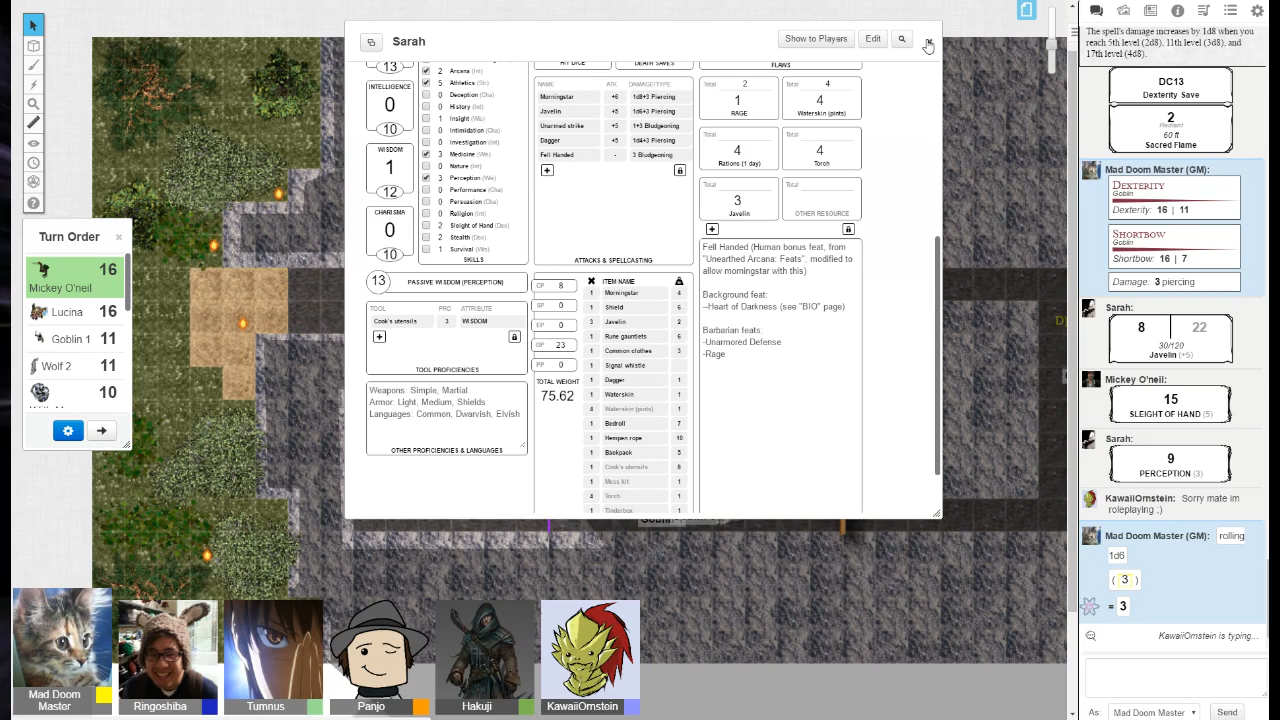 Sarah
Show to Players
Edit
13
INTELLIGENCE
0
10
WISDOM
1
12
CHARISMA
0
10
2 Arcana (Int)
5 Athletics (Str)
0 Deception (Cha)
0 History (Int)
1 Insight (Wis)
0 Intimidation (Cha)
0 Investigation (Int)
3 Medicine (Wis)
0 Nature (Int)
3 Perception (Wis)
0 Performance (Cha)
0 Persuasion (Cha)
0 Religion (Int)
2 Sleight of Hand (Dex)
2 Stealth (Dex)
1 Survival (Wis)
SKILLS
13 PASSIVE WISDOM (PERCEPTION)
TOOL PRO ATTRIBUTE
Cook's utensils 3 WISDOM
TOOL PROFICIENCIES
Weapons: Simple, Martial
Armor: Light, Medium, Shields
Languages: Common, Dwarvish, Elvish
OTHER PROFICIENCIES & LANGUAGES
HIT DICE
DEATH SAVES
NAME ATK DAMAGE/TYPE
Morningstar +6 1d8+3 Piercing
Javelin +5 1d6+3 Piercing
Unarmed strike +5 1+3 Bludgeoning
Dagger +5 1d4+3 Piercing
Fell Handed - 3 Bludgeoning
ATTACKS & SPELLCASTING
CP 8
SP 0
EP 0
GP 23
PP 0
TOTAL WEIGHT
75.62
ITEM NAME
1 Morningstar 4
1 Shield 6
3 Javelin 2
1 Rune gauntlets 6
1 Common clothes 3
1 Signal whistle
1 Dagger 1
1 Waterskin 1
4 Waterskin (pints) 1
1 Bedroll 7
1 Hempen rope 10
1 Backpack 5
1 Cook's utensils 8
1 Mess kit 1
4 Torch 1
1 Tinderbox 1
FLAWS
Total 2
1
RAGE
Total 4
4
Waterskin (pints)
Total
4
Rations (1 day)
Total
4
Torch
Total
3
Javelin
Total
OTHER RESOURCE
Fell Handed (Human bonus feat, from
"Unearthed Arcana: Feats", modified to
allow morningstar with this)
Background feat:
--Heart of Darkness (see "BIO" page)
Barbarian feats:
-Unarmored Defense
-Rage
Turn Order
16
Mickey O'neil
Lucina 16
Goblin 1 11
Wolf 2 11
10
Mad Doom
Master
Ringoshiba
Tumnus
Panjo
Hakuji
KawaiiOrnstein
The spell's damage increases by 1d8 when you
reach 5th level (2d8), 11th level (3d8), and
17th level (4d8).
DC13
Dexterity Save
2
Radiant
60 ft
Sacred Flame
Mad Doom Master (GM):
DEXTERITY
Goblin
Dexterity: 16 | 11
SHORTBOW
Goblin
Shortbow: 16 | 7
Damage: 3 piercing
Sarah:
8 22
30/120
Javelin (+5)
Mickey O'neil:
15
SLEIGHT OF HAND (5)
Sarah:
9
PERCEPTION (3)
KawaiiOrnstein: Sorry mate im
roleplaying :)
Mad Doom Master (GM): rolling
1d6
(3)
= 3
KawaiiOrnstein is typing...
As: Mad Doom Master
Send